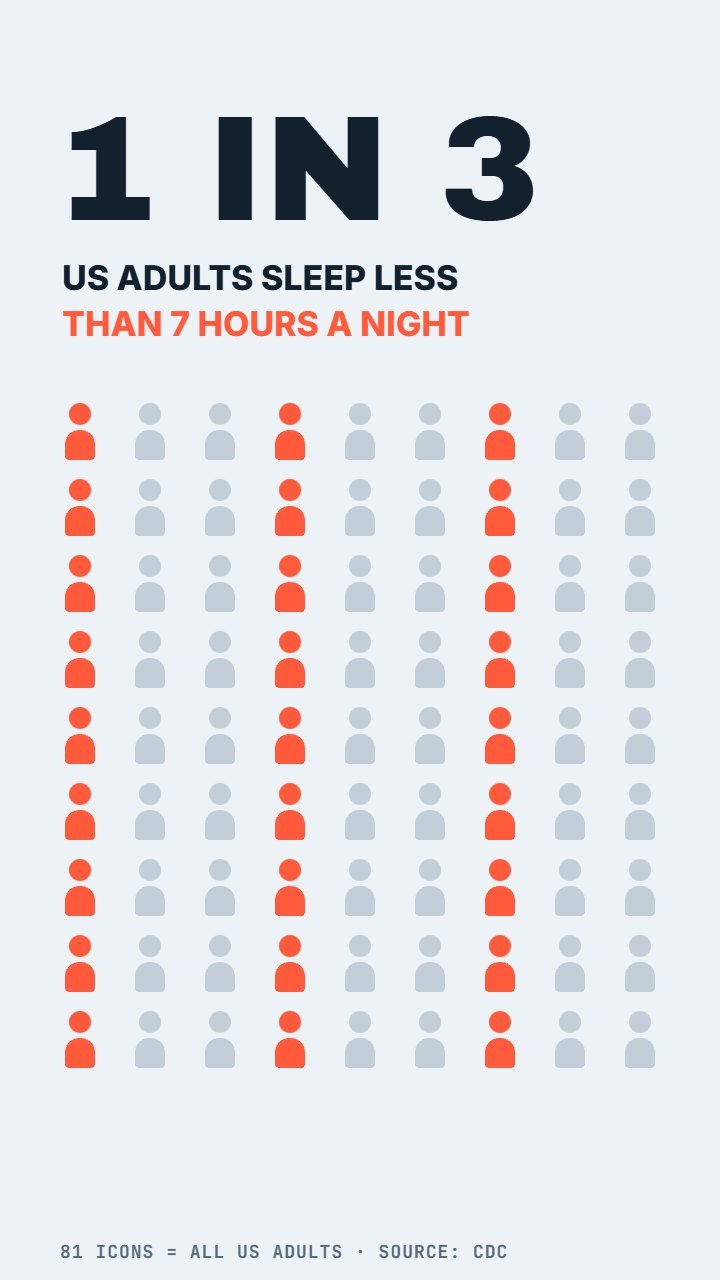 1 IN 3
US ADULTS SLEEP LESS
THAN 7 HOURS A NIGHT
81 ICONS = ALL US ADULTS · SOURCE: CDC